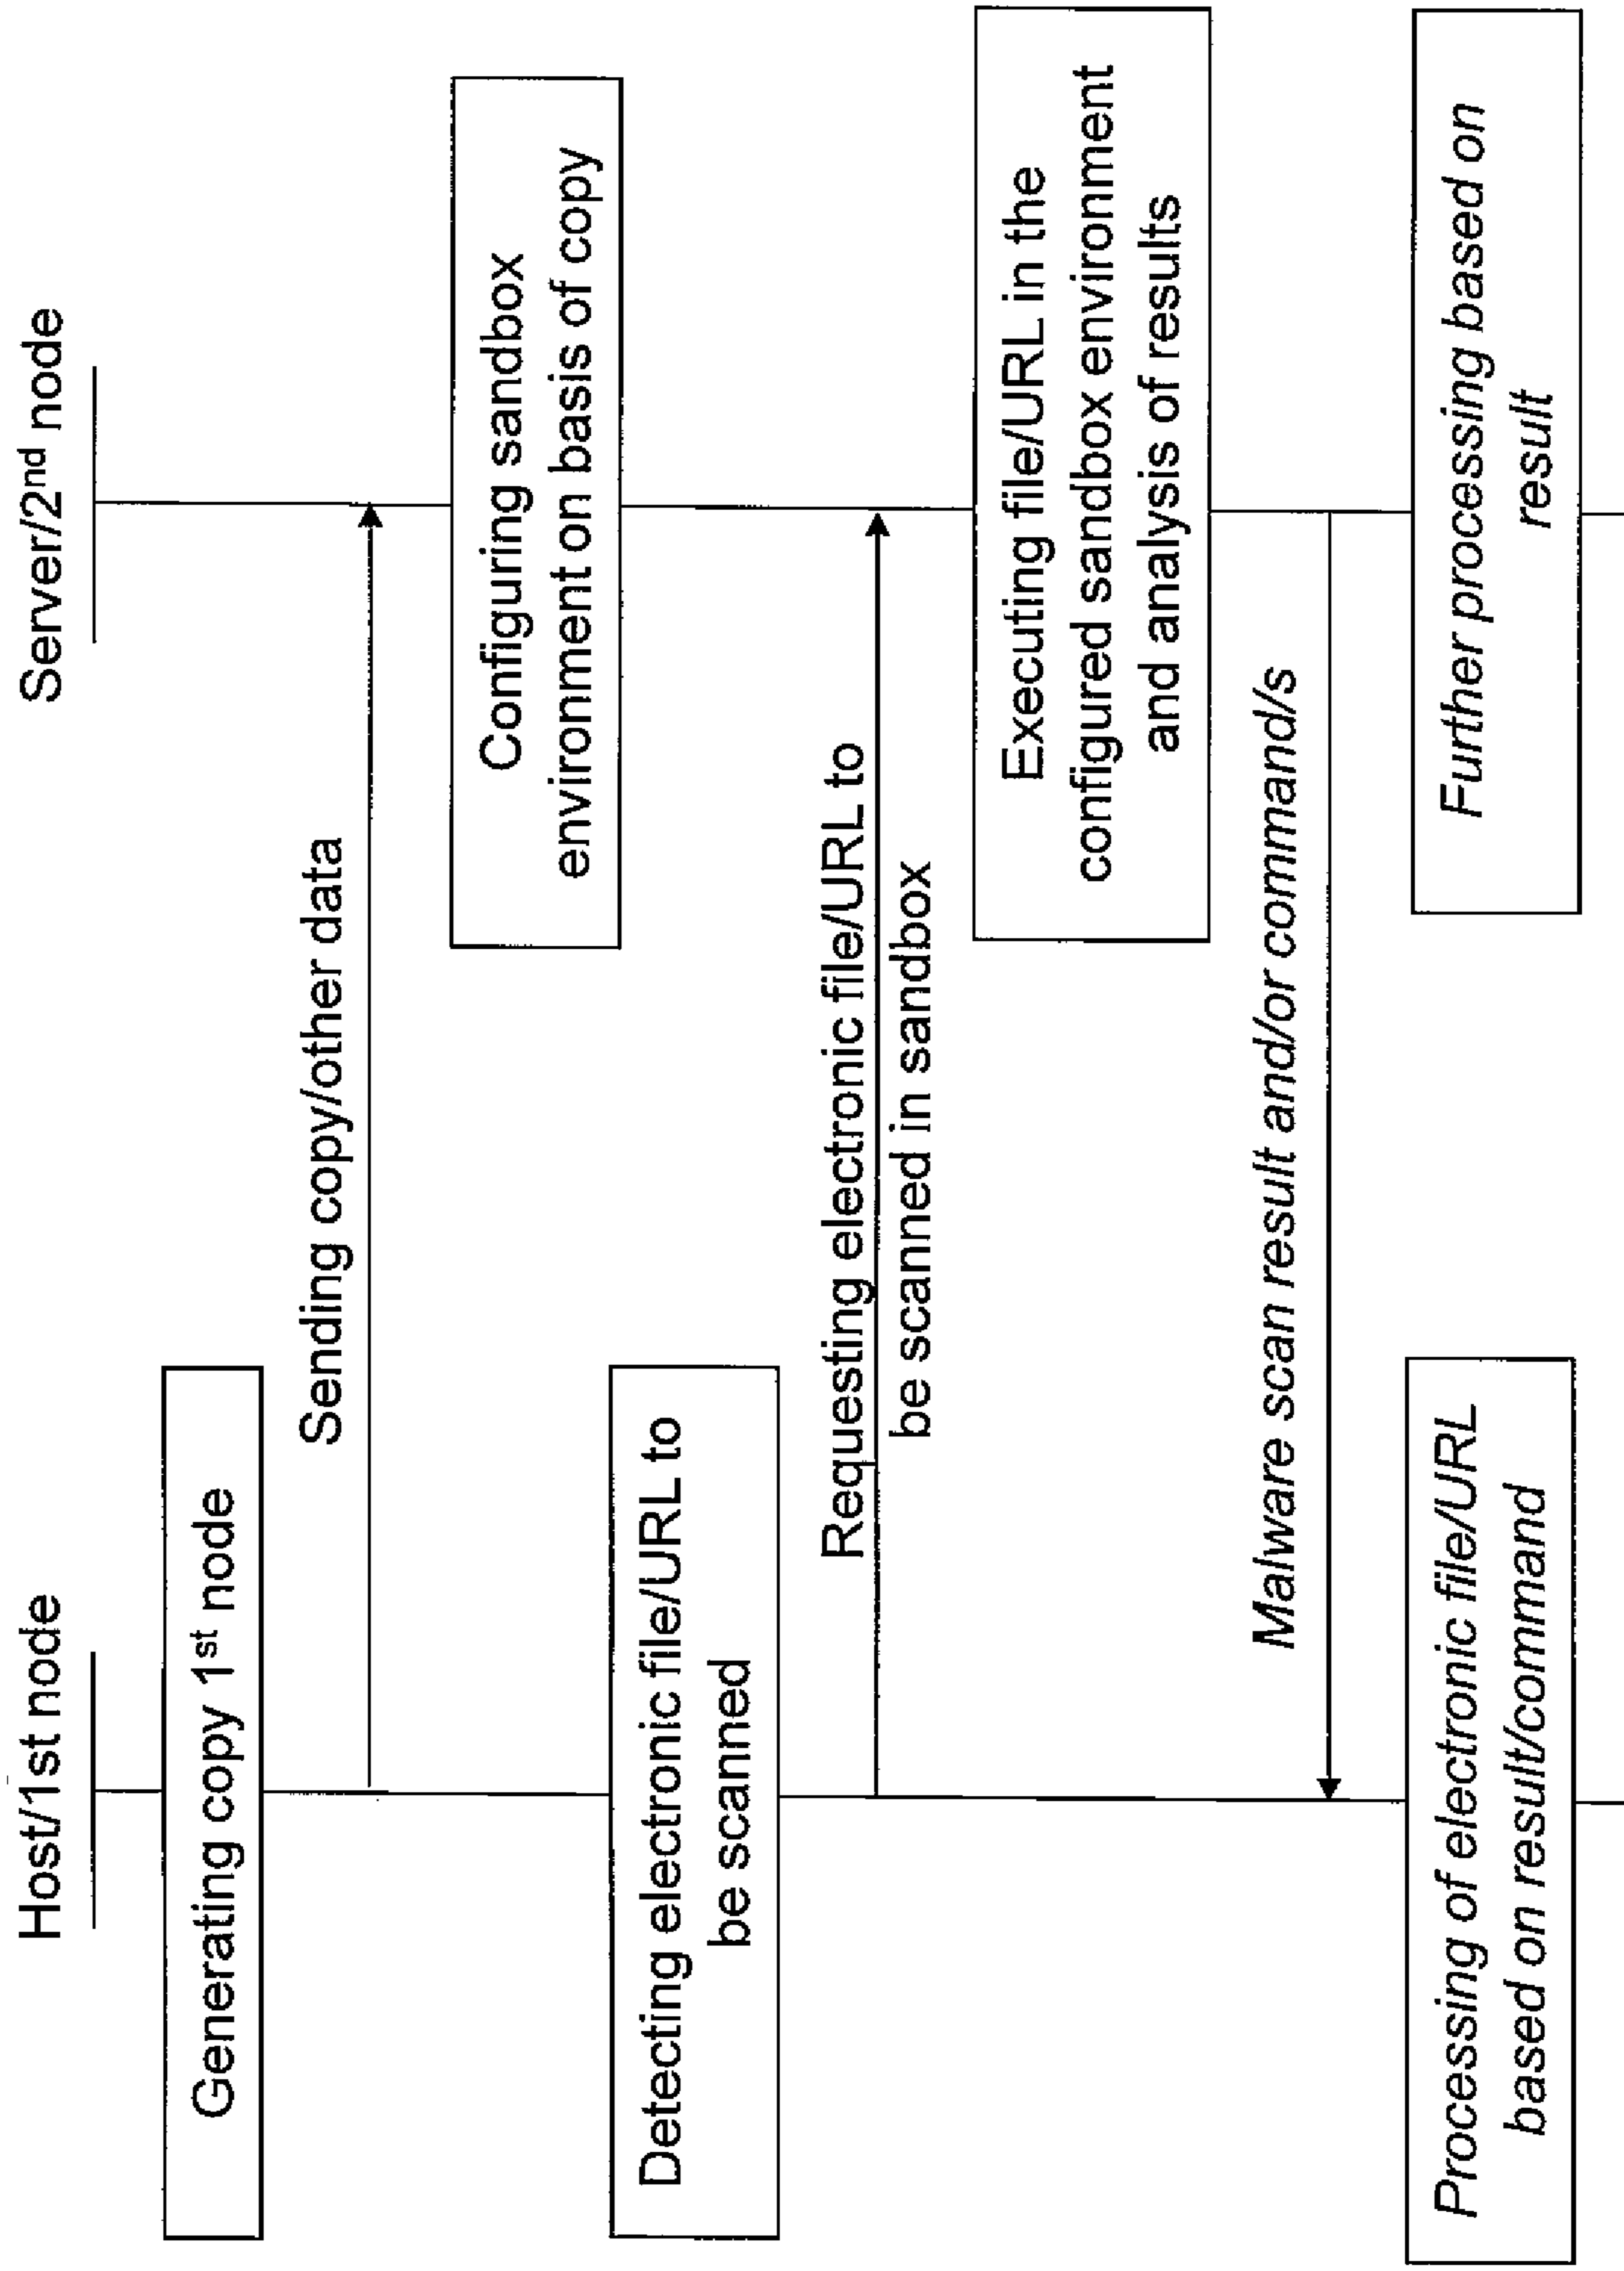 Host/1st node
Server/2nd node
Generating copy 1st node
Sending copy/other data
Configuring sandbox
environment on basis of copy
Detecting electronic file/URL to
be scanned
Requesting electronic file/URL to
be scanned in sandbox
Executing file/URL in the
configured sandbox environment
and analysis of results
Malware scan result and/or command/s
Processing of electronic file/URL
based on result/command
Further processing based on
result